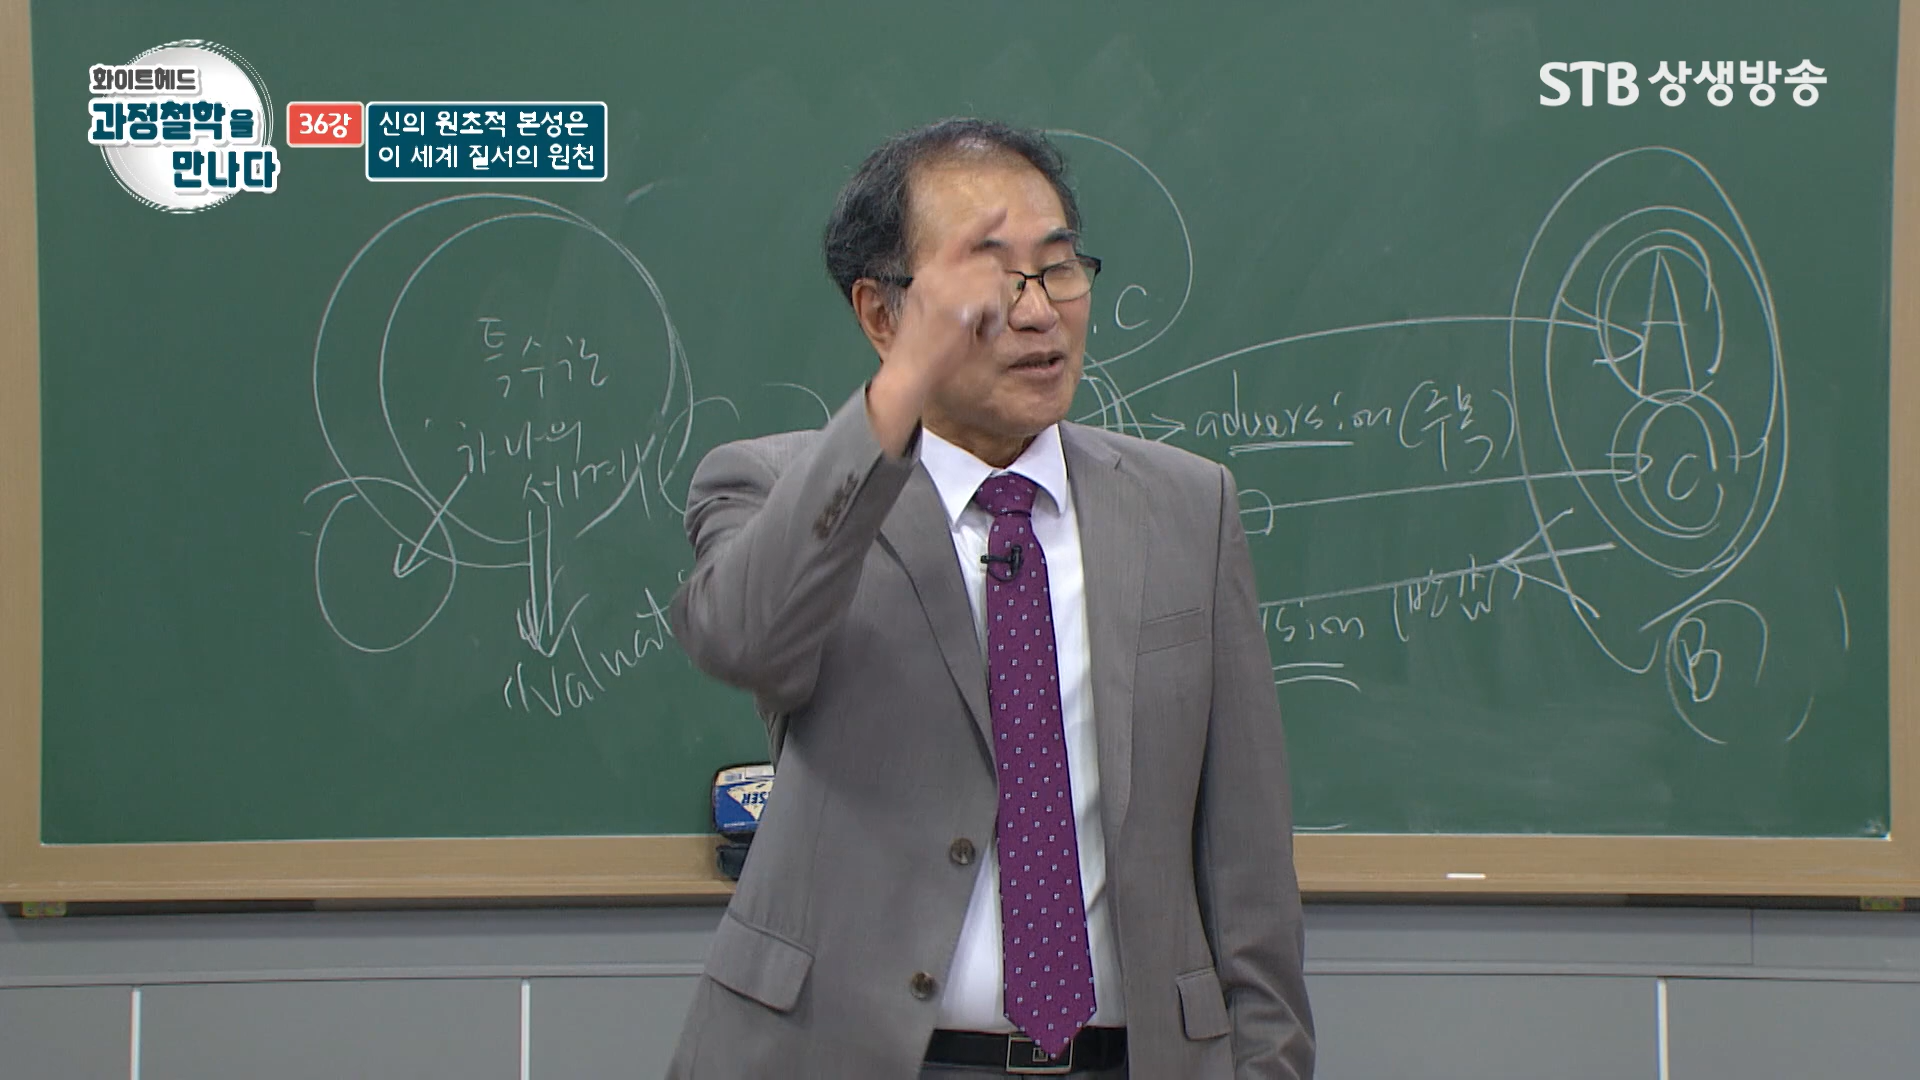 화이트헤드
과정철학을
만나다
36강
신의 원초적 본성은
이 세계 질서의 원천
STB 상생방송
특수한
하나의
세계
C
adversion (주목)
A
C
B